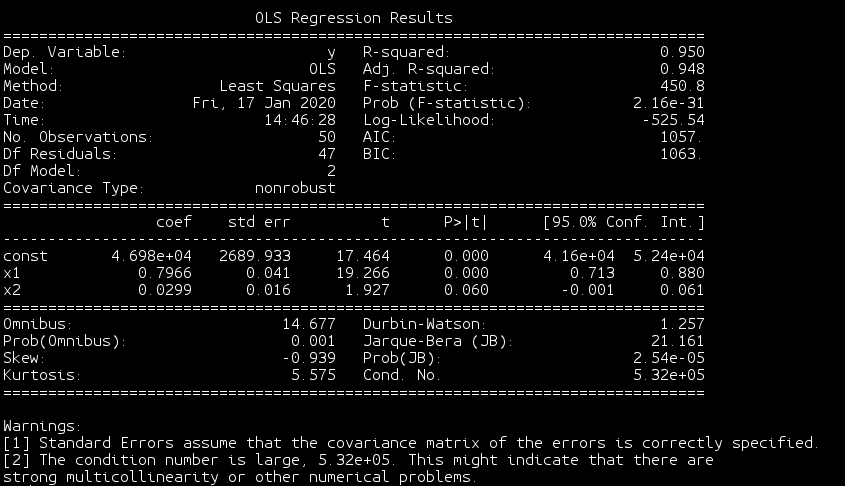 OLS Regression Results
==============================================================================
Dep. Variable:                      y   R-squared:                       0.950
Model:                            OLS   Adj. R-squared:                  0.948
Method:                 Least Squares   F-statistic:                     450.8
Date:                Fri, 17 Jan 2020   Prob (F-statistic):           2.16e-31
Time:                        14:46:28   Log-Likelihood:                -525.54
No. Observations:                  50   AIC:                             1057.
Df Residuals:                      47   BIC:                             1063.
Df Model:                           2
Covariance Type:            nonrobust
==============================================================================
                 coef    std err          t      P>|t|      [95.0% Conf. Int.]
------------------------------------------------------------------------------
const       4.698e+04   2689.933     17.464      0.000      4.16e+04  5.24e+04
x1             0.7966      0.041     19.266      0.000         0.713     0.880
x2             0.0299      0.016      1.927      0.060        -0.001     0.061
==============================================================================
Omnibus:                       14.677   Durbin-Watson:                   1.257
Prob(Omnibus):                  0.001   Jarque-Bera (JB):               21.161
Skew:                          -0.939   Prob(JB):                     2.54e-05
Kurtosis:                       5.575   Cond. No.                     5.32e+05
==============================================================================
Warnings:
[1] Standard Errors assume that the covariance matrix of the errors is correctly specified.
[2] The condition number is large, 5.32e+05. This might indicate that there are
strong multicollinearity or other numerical problems.